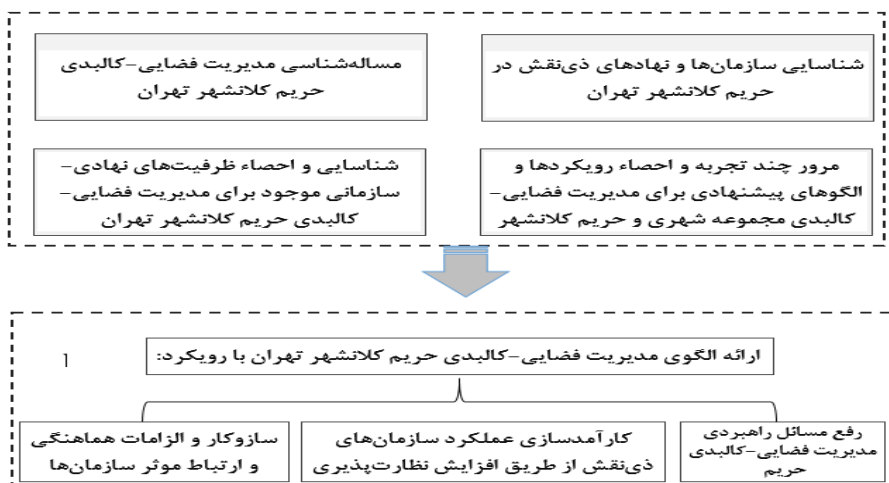 شناسایی سازمان‌ها و نهادهای ذی‌نقش در
حریم کلانشهر تهران
مساله‌شناسی مدیریت فضایی-کالبدی
حریم کلانشهر تهران
مرور چند تجربه و احصاء رویکردها و
الگوهای پیشنهادی برای مدیریت فضایی-
کالبدی مجموعه شهری و حریم کلانشهر
شناسایی و احصاء ظرفیت‌های نهادی-
سازمانی موجود برای مدیریت فضایی-
کالبدی حریم کلانشهر تهران
ارائه الگوی مدیریت فضایی-کالبدی حریم کلانشهر تهران با رویکرد:
1
رفع مسائل راهبردی
مدیریت فضایی-کالبدی
حریم
کارآمدسازی عملکرد سازمان‌های
ذی‌نقش از طریق افزایش نظارت‌پذیری
سازوکار و الزامات هماهنگی
و ارتباط موثر سازمان‌ها